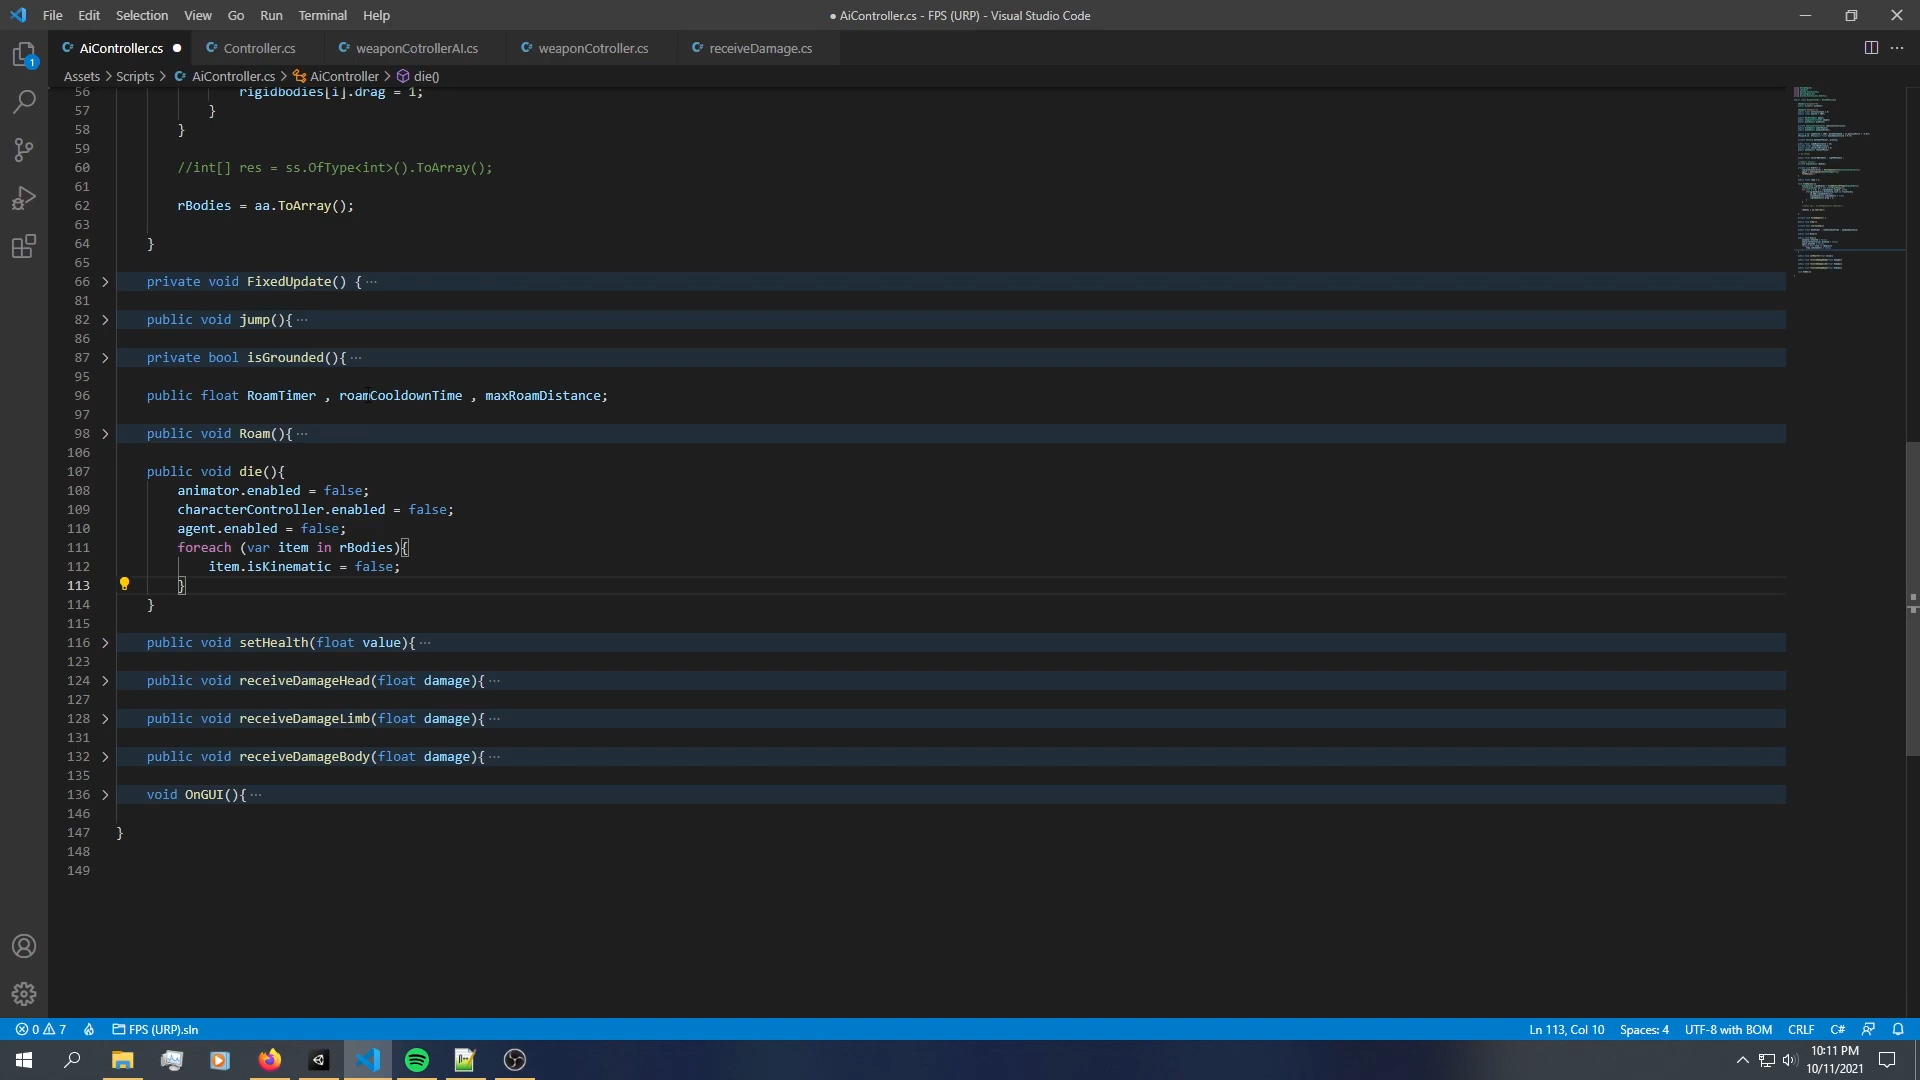 File Edit Selection View Go Run Terminal Help
● AiController.cs - FPS (URP) - Visual Studio Code
AiController.cs ●
Controller.cs
weaponCotrollerAI.cs
weaponCotroller.cs
receiveDamage.cs
Assets > Scripts > AiController.cs > AiController > die()
56 rigidbodies[i].drag = 1;
57 }
58 }
59
60 //int[] res = ss.OfType<int>().ToArray();
61
62 rBodies = aa.ToArray();
63
64 }
65
66 private void FixedUpdate() { ...
81
82 public void jump(){ ...
86
87 private bool isGrounded(){ ...
95
96 public float RoamTimer , roamCooldownTime , maxRoamDistance;
97
98 public void Roam(){ ...
106
107 public void die(){
108 animator.enabled = false;
109 characterController.enabled = false;
110 agent.enabled = false;
111 foreach (var item in rBodies){
112 item.isKinematic = false;
113 }
114 }
115
116 public void setHealth(float value){ ...
123
124 public void receiveDamageHead(float damage){ ...
127
128 public void receiveDamageLimb(float damage){ ...
131
132 public void receiveDamageBody(float damage){ ...
135
136 void OnGUI(){ ...
146
147 }
148
149
1
0 7 FPS (URP).sln
Ln 113, Col 10 Spaces: 4 UTF-8 with BOM CRLF C#
10:11 PM
10/11/2021